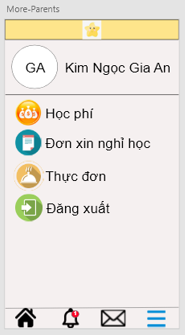 More-Parents
GA
Kim Ngọc Gia An
Học phí
Đơn xin nghỉ học
Thực đơn
Đăng xuất